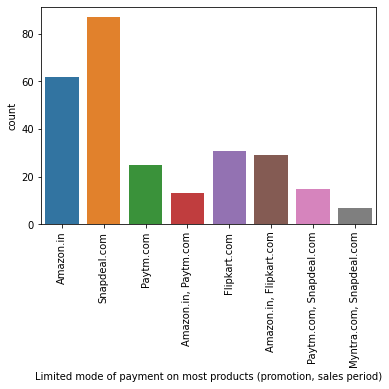 80
60
40
20
0
count
Amazon.in
Snapdeal.com
Paytm.com
Amazon.in, Paytm.com
Flipkart.com
Amazon.in, Flipkart.com
Paytm.com, Snapdeal.com
Myntra.com, Snapdeal.com
Limited mode of payment on most products (promotion, sales period)